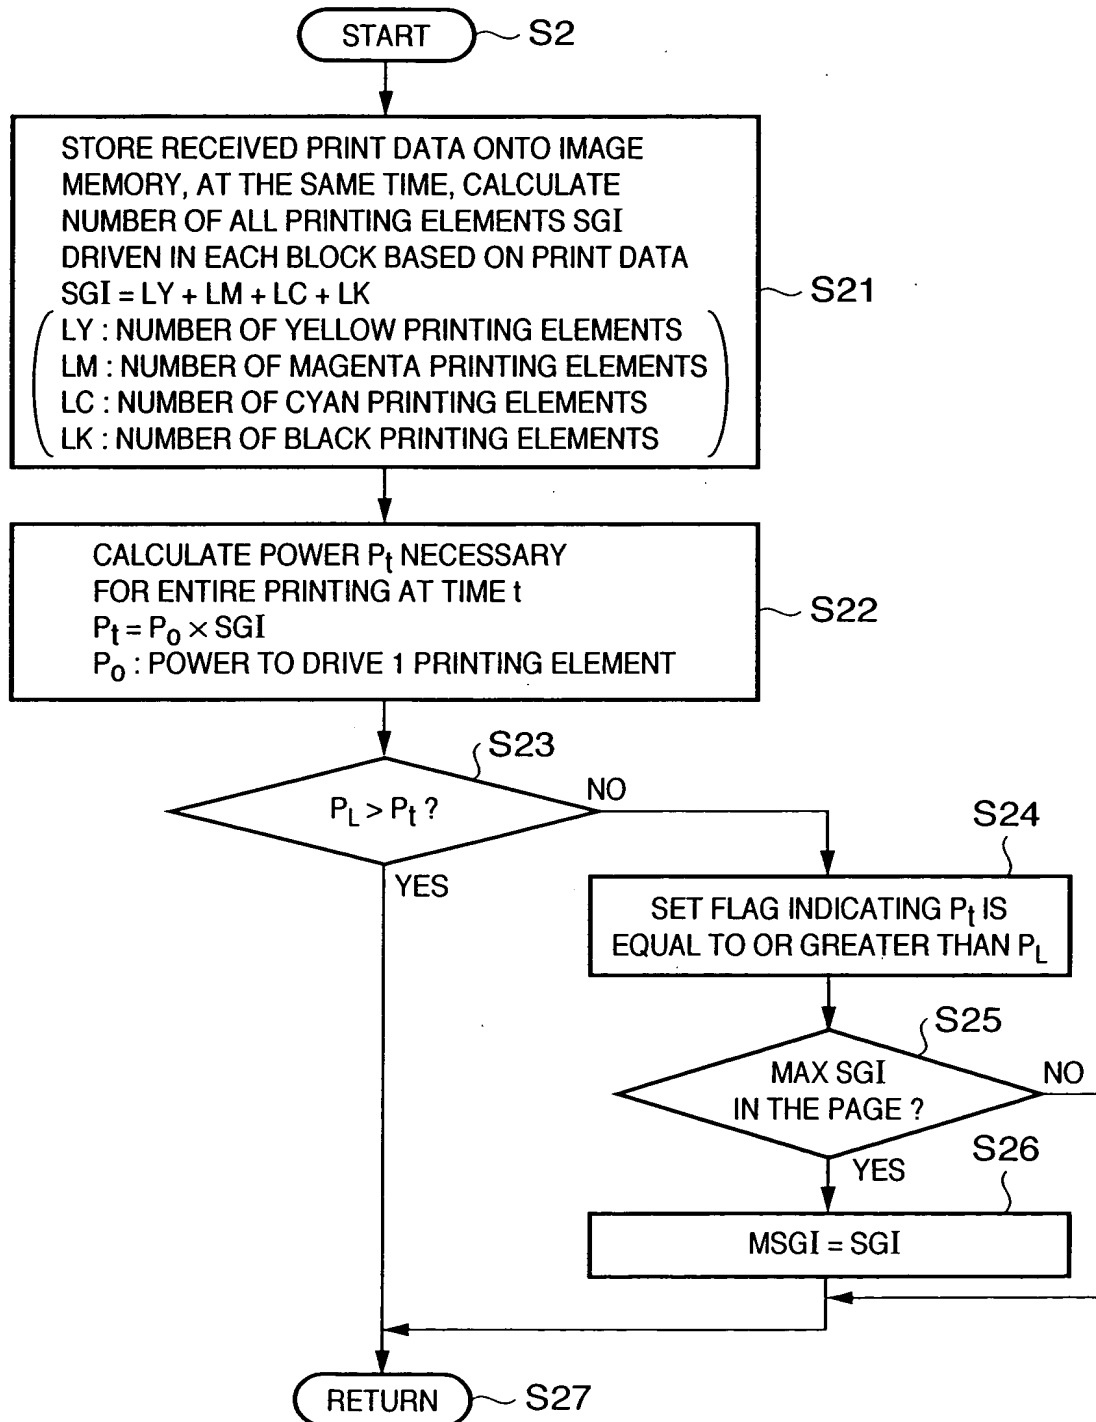 START
S2
STORE RECEIVED PRINT DATA ONTO IMAGE
MEMORY, AT THE SAME TIME, CALCULATE
NUMBER OF ALL PRINTING ELEMENTS SGI
DRIVEN IN EACH BLOCK BASED ON PRINT DATA
SGI = LY + LM + LC + LK
LY : NUMBER OF YELLOW PRINTING ELEMENTS
LM : NUMBER OF MAGENTA PRINTING ELEMENTS
LC : NUMBER OF CYAN PRINTING ELEMENTS
LK : NUMBER OF BLACK PRINTING ELEMENTS
S21
CALCULATE POWER Pt NECESSARY
FOR ENTIRE PRINTING AT TIME t
Pt = Po × SGI
Po : POWER TO DRIVE 1 PRINTING ELEMENT
S22
S23
PL > Pt ?
NO
YES
S24
SET FLAG INDICATING Pt IS
EQUAL TO OR GREATER THAN PL
S25
MAX SGI
IN THE PAGE ?
NO
YES
S26
MSGI = SGI
RETURN
S27